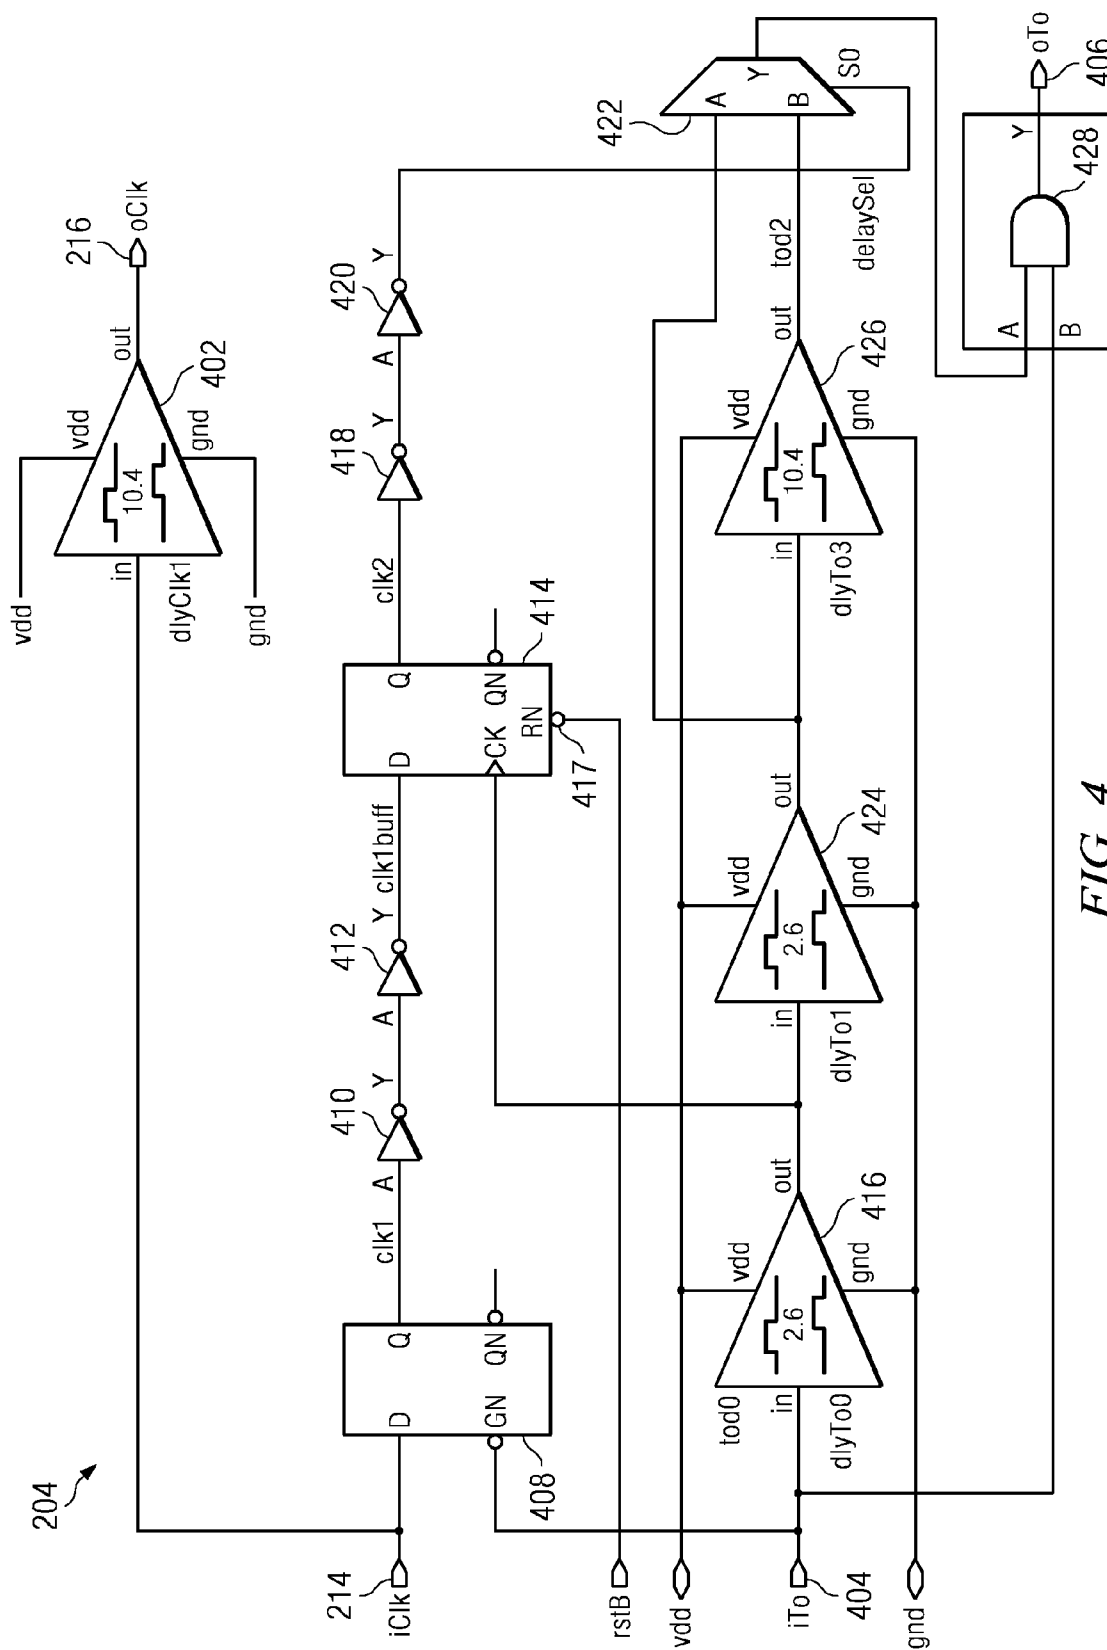 204
214
iClk
vdd
gnd
in
vdd
10.4
gnd
out
dlyClk1
402
216
oClk
D
Q
GN
QN
408
clk1
A
Y
410
A
Y
412
clk1buff
D
Q
CK
QN
RN
414
417
clk2
418
Y
A
420
Y
422
A
B
Y
S0
delaySel
rstB
vdd
iTo
404
gnd
tod0
in
vdd
2.6
gnd
out
dlyTo0
416
in
vdd
2.6
gnd
out
dlyTo1
424
in
vdd
10.4
gnd
out
dlyTo3
426
tod2
A
B
Y
428
oTo
406
FIG. 4